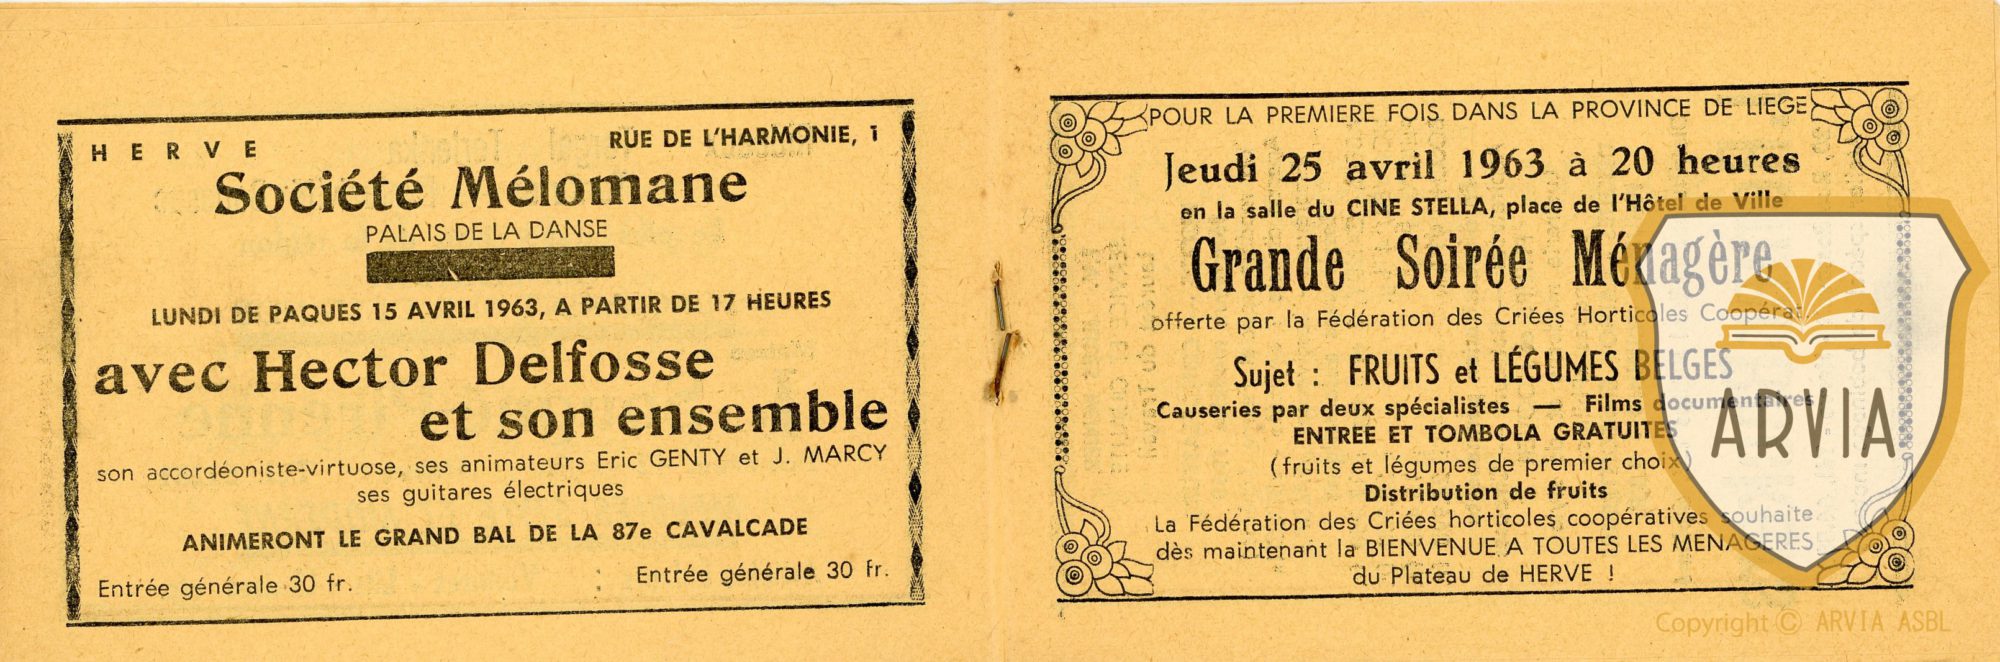 HERVE
RUE DE L'HARMONIE, 1
Société Mélomane
PALAIS DE LA DANSE
LUNDI DE PAQUES 15 AVRIL 1963, A PARTIR DE 17 HEURES
avec Hector Delfosse
et son ensemble
son accordéoniste-virtuose, ses animateurs Eric GENTY et J. MARCY
ses guitares électriques
ANIMERONT LE GRAND BAL DE LA 87e CAVALCADE
Entrée générale 30 fr. : Entrée générale 30 fr.
POUR LA PREMIERE FOIS DANS LA PROVINCE DE LIEGE
Jeudi 25 avril 1963 à 20 heures
en la salle du CINE STELLA, place de l'Hôtel de Ville
Grande Soirée Ménagère
offerte par la Fédération des Criées Horticoles Coopérat.
Sujet : FRUITS et LÉGUMES BELGES
Causeries par deux spécialistes — Films documentaires
ENTREE ET TOMBOLA GRATUITES
(fruits et légumes de premier choix)
Distribution de fruits
La Fédération des Criées horticoles coopératives souhaite
dès maintenant la BIENVENUE A TOUTES LES MENAGERES
du Plateau de HERVE !
ARVIA
Copyright © ARVIA ASBL